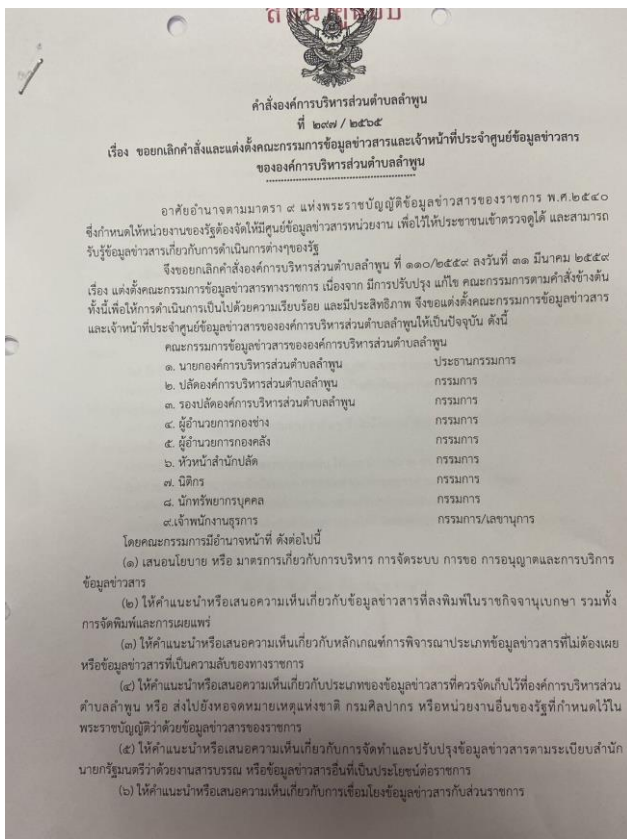 สำเนาคู่ฉบับ
คำสั่งองค์การบริหารส่วนตำบลลำพูน
ที่ ๒๙๗ / ๒๕๖๕
เรื่อง ขอยกเลิกคำสั่งและแต่งตั้งคณะกรรมการข้อมูลข่าวสารและเจ้าหน้าที่ประจำศูนย์ข้อมูลข่าวสาร
ขององค์การบริหารส่วนตำบลลำพูน
อาศัยอำนาจตามมาตรา ๙ แห่งพระราชบัญญัติข้อมูลข่าวสารของราชการ พ.ศ.๒๕๔๐
ซึ่งกำหนดให้หน่วยงานของรัฐต้องจัดให้มีศูนย์ข้อมูลข่าวสารหน่วยงาน เพื่อไว้ให้ประชาชนเข้าตรวจดูได้ และสามารถ
รับรู้ข้อมูลข่าวสารเกี่ยวกับการดำเนินการต่างๆของรัฐ
จึงขอยกเลิกคำสั่งองค์การบริหารส่วนตำบลลำพูน ที่ ๑๑๐/๒๕๕๙ ลงวันที่ ๓๑ มีนาคม ๒๕๕๙
เรื่อง แต่งตั้งคณะกรรมการข้อมูลข่าวสารทางราชการ เนื่องจาก มีการปรับปรุง แก้ไข คณะกรรมการตามคำสั่งข้างต้น
ทั้งนี้เพื่อให้การดำเนินการเป็นไปด้วยความเรียบร้อย และมีประสิทธิภาพ จึงขอแต่งตั้งคณะกรรมการข้อมูลข่าวสาร
และเจ้าหน้าที่ประจำศูนย์ข้อมูลข่าวสารขององค์การบริหารส่วนตำบลลำพูนให้เป็นปัจจุบัน ดังนี้
คณะกรรมการข้อมูลข่าวสารขององค์การบริหารส่วนตำบลลำพูน
๑. นายกองค์การบริหารส่วนตำบลลำพูน ประธานกรรมการ
๒. ปลัดองค์การบริหารส่วนตำบลลำพูน กรรมการ
๓. รองปลัดองค์การบริหารส่วนตำบลลำพูน กรรมการ
๔. ผู้อำนวยการกองช่าง กรรมการ
๕. ผู้อำนวยการกองคลัง กรรมการ
๖. หัวหน้าสำนักปลัด กรรมการ
๗. นิติกร กรรมการ
๘. นักทรัพยากรบุคคล กรรมการ
๙.เจ้าพนักงานธุรการ กรรมการ/เลขานุการ
โดยคณะกรรมการมีอำนาจหน้าที่ ดังต่อไปนี้
(๑) เสนอนโยบาย หรือ มาตรการเกี่ยวกับการบริหาร การจัดระบบ การขอ การอนุญาตและการบริการ
ข้อมูลข่าวสาร
(๒) ให้คำแนะนำหรือเสนอความเห็นเกี่ยวกับข้อมูลข่าวสารที่ลงพิมพ์ในราชกิจจานุเบกษา รวมทั้ง
การจัดพิมพ์และการเผยแพร่
(๓) ให้คำแนะนำหรือเสนอความเห็นเกี่ยวกับหลักเกณฑ์การพิจารณาประเภทข้อมูลข่าวสารที่ไม่ต้องเผย
หรือข้อมูลข่าวสารที่เป็นความลับของทางราชการ
(๔) ให้คำแนะนำหรือเสนอความเห็นเกี่ยวกับประเภทของข้อมูลข่าวสารที่ควรจัดเก็บไว้ที่องค์การบริหารส่วน
ตำบลลำพูน หรือ ส่งไปยังหอจดหมายเหตุแห่งชาติ กรมศิลปากร หรือหน่วยงานอื่นของรัฐที่กำหนดไว้ใน
พระราชบัญญัติว่าด้วยข้อมูลข่าวสารของราชการ
(๕) ให้คำแนะนำหรือเสนอความเห็นเกี่ยวกับการจัดทำและปรับปรุงข้อมูลข่าวสารตามระเบียบสำนัก
นายกรัฐมนตรีว่าด้วยงานสารบรรณ หรือข้อมูลข่าวสารอื่นที่เป็นประโยชน์ต่อราชการ
(๖) ให้คำแนะนำหรือเสนอความเห็นเกี่ยวกับการเชื่อมโยงข้อมูลข่าวสารกับส่วนราชการ